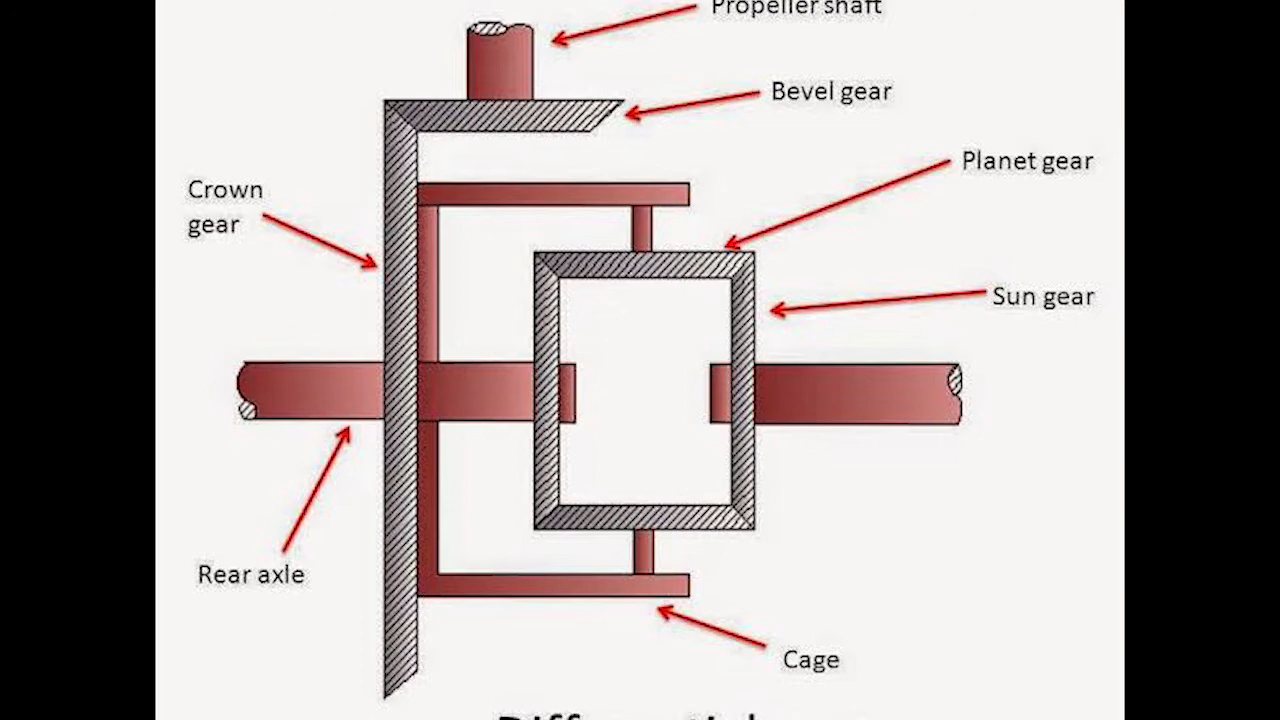 Propeller shaft
Bevel gear
Planet gear
Crown
gear
Sun gear
Rear axle
Cage